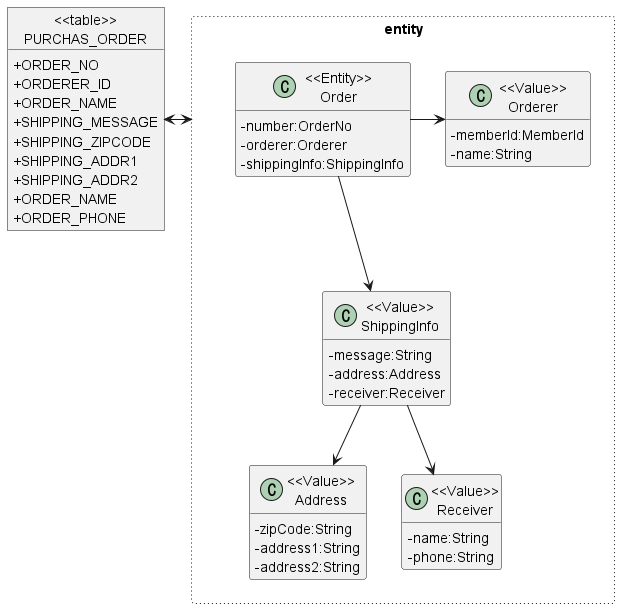 <<table>>
PURCHAS_ORDER
+ORDER_NO
+ORDERER_ID
+ORDER_NAME
+SHIPPING_MESSAGE
+SHIPPING_ZIPCODE
+SHIPPING_ADDR1
+SHIPPING_ADDR2
+ORDER_NAME
+ORDER_PHONE
entity
C
<<Entity>>
Order
-number:OrderNo
-orderer:Orderer
-shippingInfo:ShippingInfo
C
<<Value>>
Orderer
-memberId:MemberId
-name:String
C
<<Value>>
ShippingInfo
-message:String
-address:Address
-receiver:Receiver
C
<<Value>>
Address
-zipCode:String
-address1:String
-address2:String
C
<<Value>>
Receiver
-name:String
-phone:String